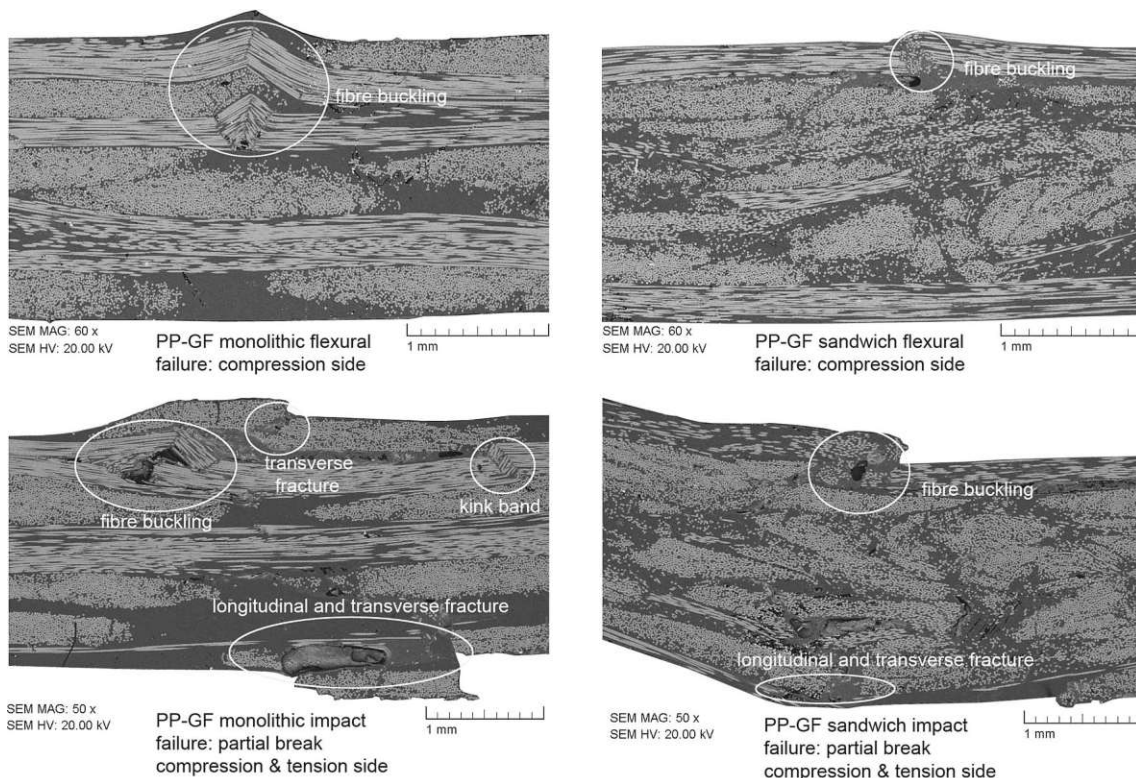 fibre buckling
SEM MAG: 60 x
SEM HV: 20.00 kV
PP-GF monolithic flexural
failure: compression side
1 mm
fibre buckling
SEM MAG: 60 x
SEM HV: 20.00 kV
PP-GF sandwich flexural
failure: compression side
1 mm
transverse
fracture
fibre buckling
kink band
longitudinal and transverse fracture
SEM MAG: 50 x
SEM HV: 20.00 kV
PP-GF monolithic impact
failure: partial break
compression & tension side
1 mm
fibre buckling
longitudinal and transverse fracture
SEM MAG: 50 x
SEM HV: 20.00 kV
PP-GF sandwich impact
failure: partial break
compression & tension side
1 mm